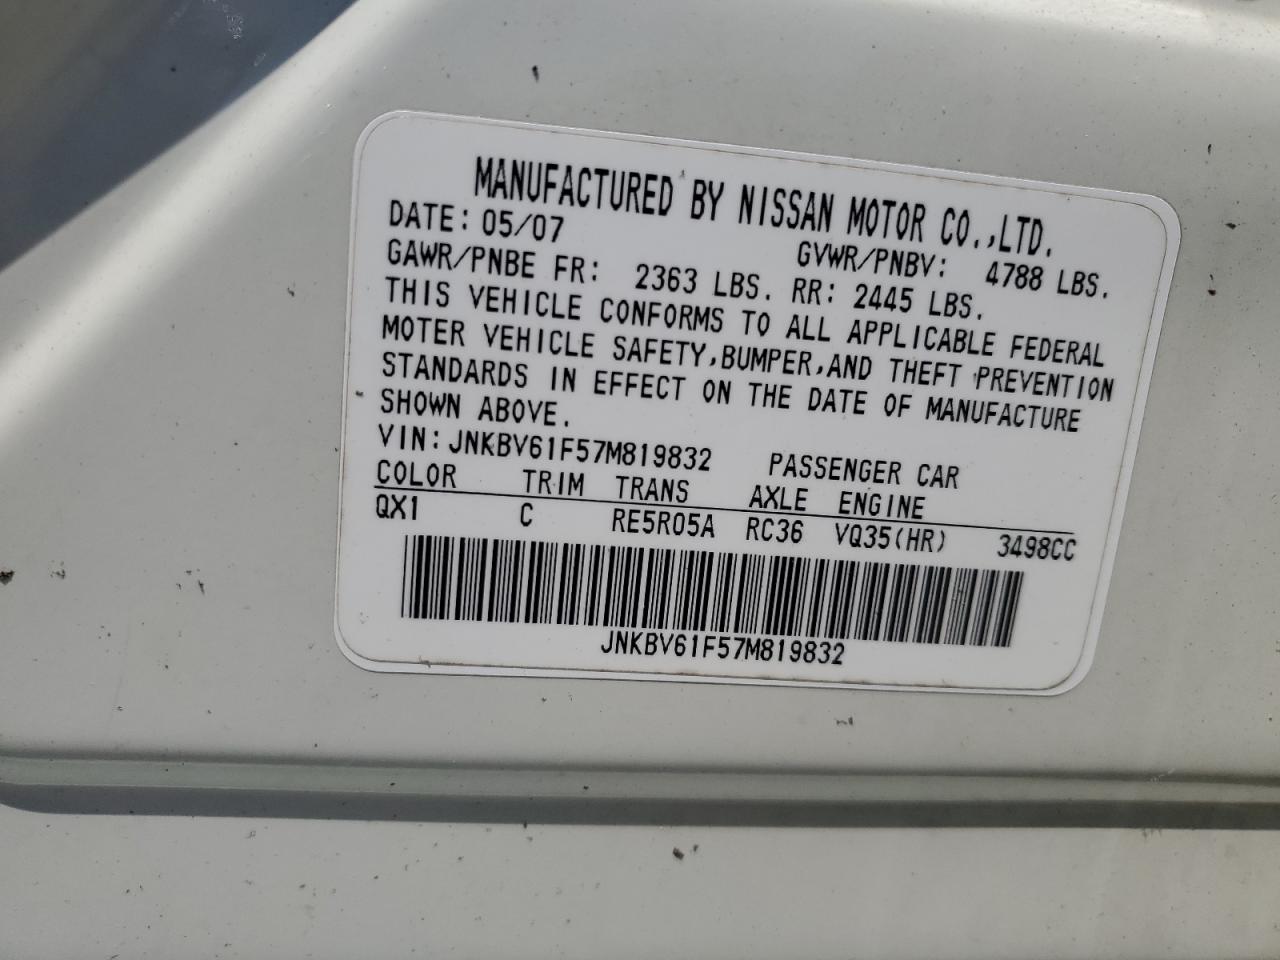 MANUFACTURED BY NISSAN MOTOR CO.,LTD.
DATE: 05/07 GVWR/PNBV: 4788 LBS.
GAWR/PNBE FR: 2363 LBS. RR: 2445 LBS.
THIS VEHICLE CONFORMS TO ALL APPLICABLE FEDERAL
MOTER VEHICLE SAFETY,BUMPER,AND THEFT PREVENTION
STANDARDS IN EFFECT ON THE DATE OF MANUFACTURE
SHOWN ABOVE.
VIN: JNKBV61F57M819832 PASSENGER CAR
COLOR TRIM TRANS AXLE ENGINE
QX1 C RE5R05A RC36 VQ35(HR) 3498CC
JNKBV61F57M819832